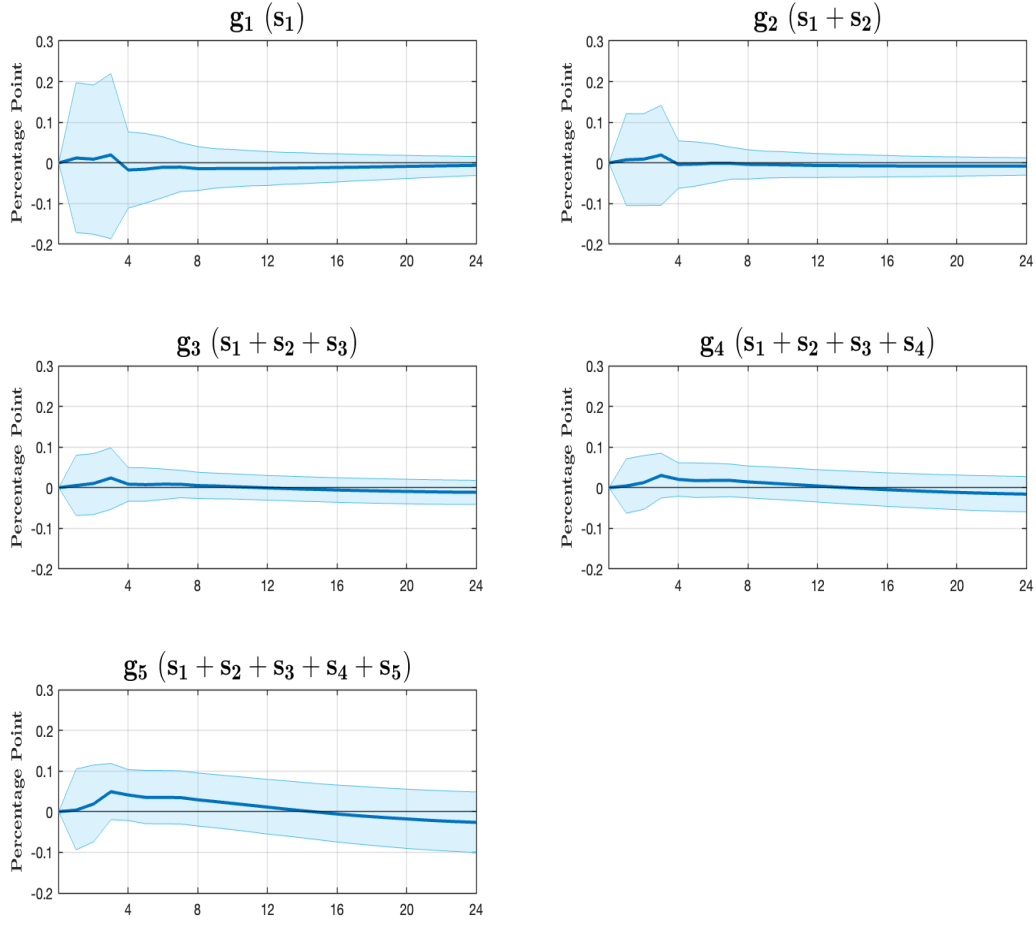 g₁ (s₁)
Percentage Point
0.3
0.2
0.1
0
-0.1
-0.2
4 8 12 16 20 24
g₂ (s₁ + s₂)
Percentage Point
0.3
0.2
0.1
0
-0.1
-0.2
4 8 12 16 20 24
g₃ (s₁ + s₂ + s₃)
Percentage Point
0.3
0.2
0.1
0
-0.1
-0.2
4 8 12 16 20 24
g₄ (s₁ + s₂ + s₃ + s₄)
Percentage Point
0.3
0.2
0.1
0
-0.1
-0.2
4 8 12 16 20 24
g₅ (s₁ + s₂ + s₃ + s₄ + s₅)
Percentage Point
0.3
0.2
0.1
0
-0.1
-0.2
4 8 12 16 20 24